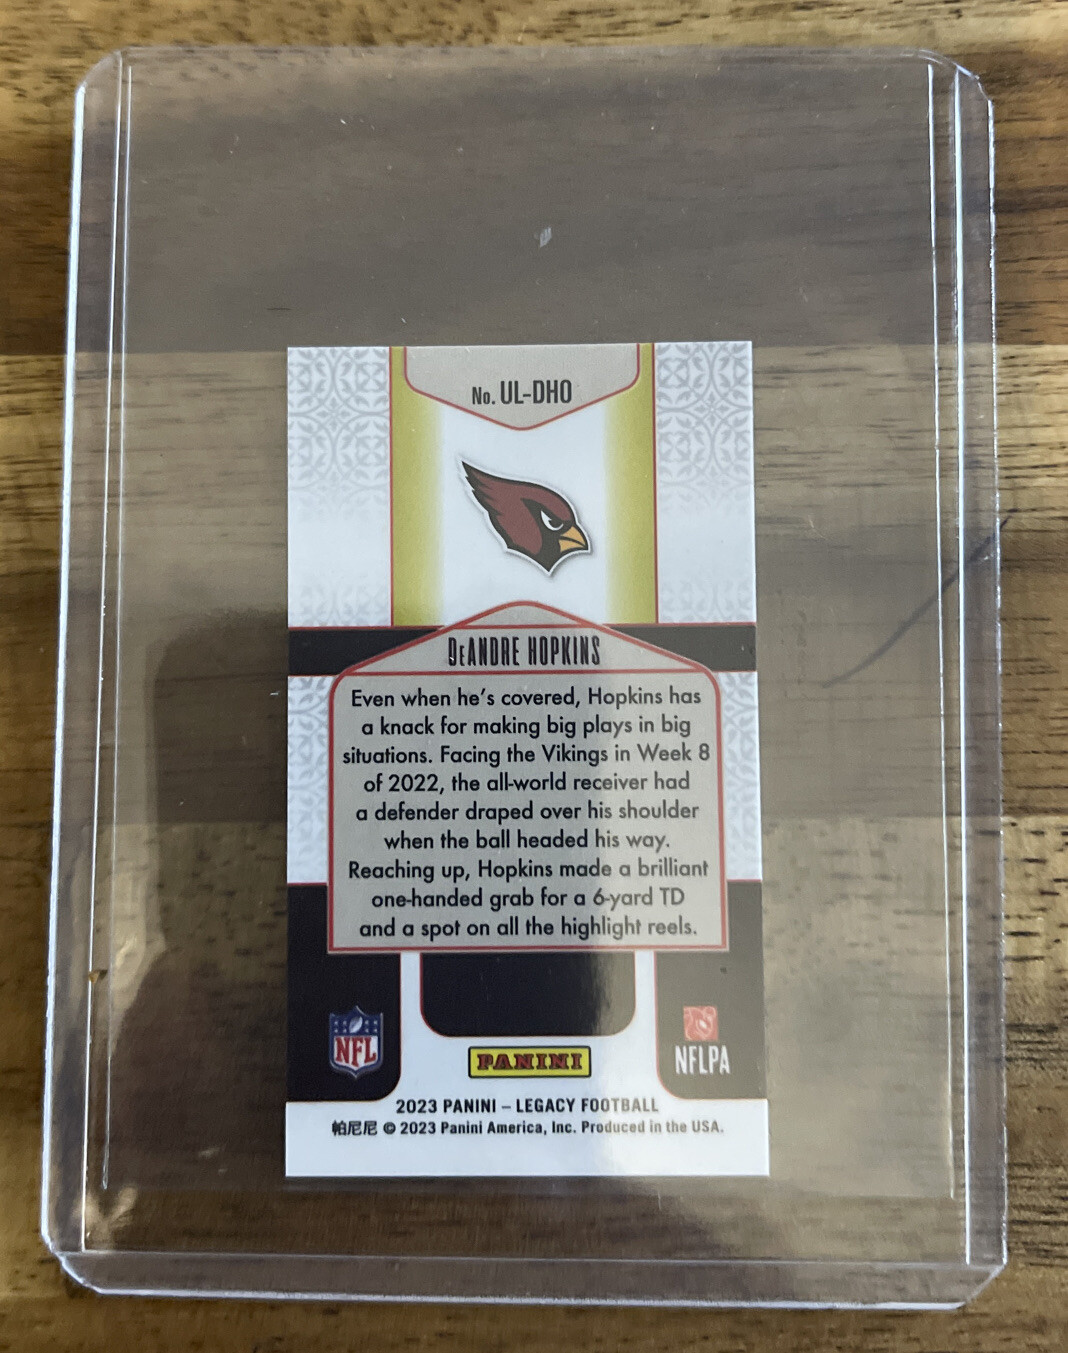 No. UL-DHO
DeANDRE HOPKINS
Even when he's covered, Hopkins has
a knack for making big plays in big
situations. Facing the Vikings in Week 8
of 2022, the all-world receiver had
a defender draped over his shoulder
when the ball headed his way.
Reaching up, Hopkins made a brilliant
one-handed grab for a 6-yard TD
and a spot on all the highlight reels.
NFL
PANINI
NFLPA
2023 PANINI – LEGACY FOOTBALL
帕尼尼 © 2023 Panini America, Inc. Produced in the USA.